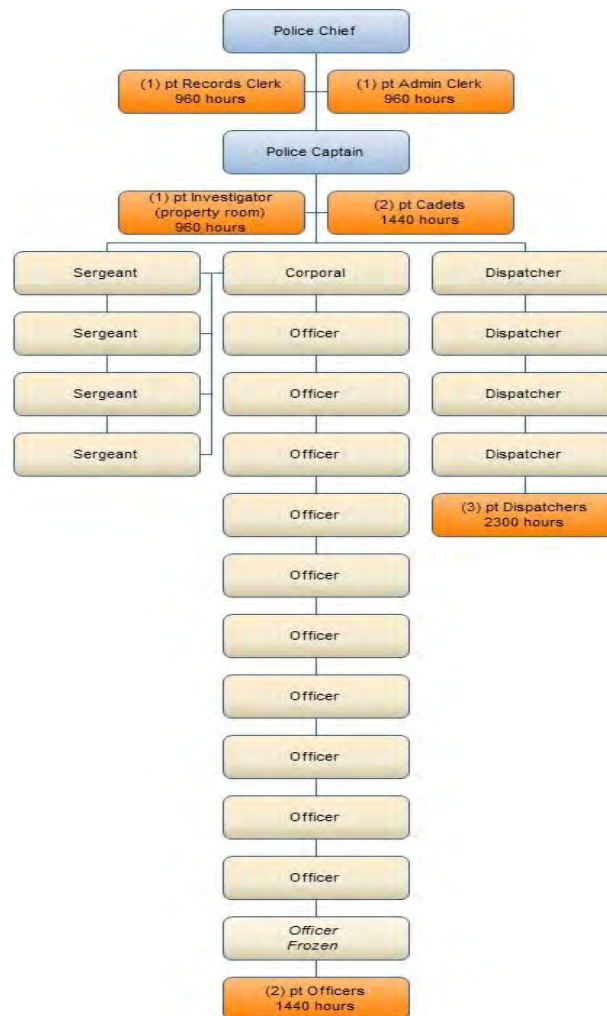 Police Chief
(1) pt Records Clerk
960 hours
(1) pt Admin Clerk
960 hours
Police Captain
(1) pt Investigator
(property room)
960 hours
(2) pt Cadets
1440 hours
Sergeant
Sergeant
Sergeant
Sergeant
Corporal
Officer
Officer
Officer
Officer
Officer
Officer
Officer
Officer
Officer
Officer
Officer
Frozen
(2) pt Officers
1440 hours
Dispatcher
Dispatcher
Dispatcher
Dispatcher
(3) pt Dispatchers
2300 hours